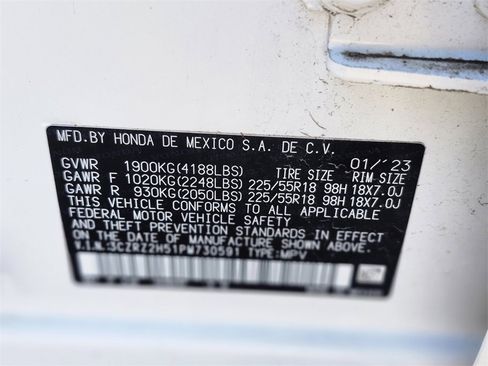 MFD.BY HONDA DE MEXICO S.A. DE C.V. 01/'23
GVWR 1900KG(4188LBS) TIRE SIZE RIM SIZE
GAWR F 1020KG(2248LBS) 225/55R18 98H 18X7.0J
GAWR R 930KG(2050LBS) 225/55R18 98H 18X7.0J
THIS VEHICLE CONFORMS TO ALL APPLICABLE
FEDERAL MOTOR VEHICLE SAFETY
AND THEFT PREVENTION STANDARDS IN EFFECT
ON THE DATE OF MANUFACTURE SHOWN ABOVE.
V.I.N.:3CZRZ2H51PM730591 TYPE:MPV